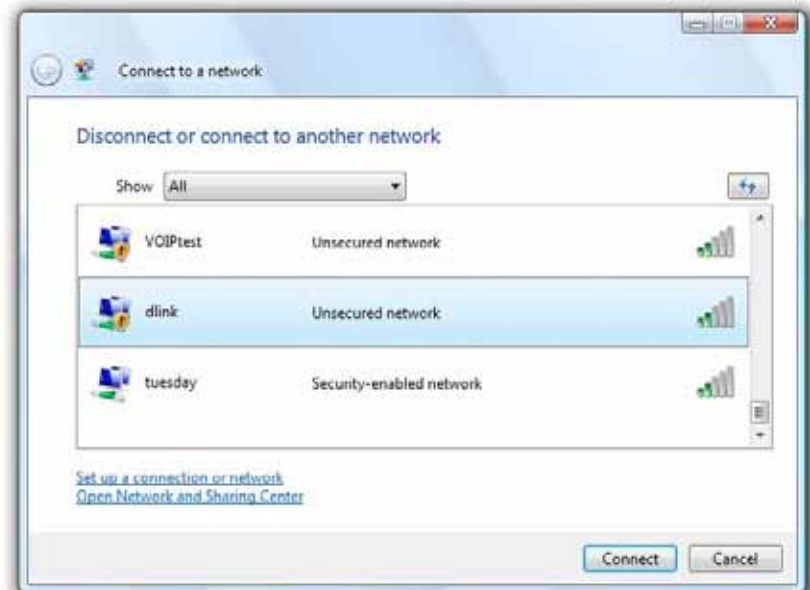 Connect to a network
Disconnect or connect to another network
Show All
VOIPtest Unsecured network
dlink Unsecured network
tuesday Security-enabled network
Set up a connection or network
Open Network and Sharing Center
Connect Cancel